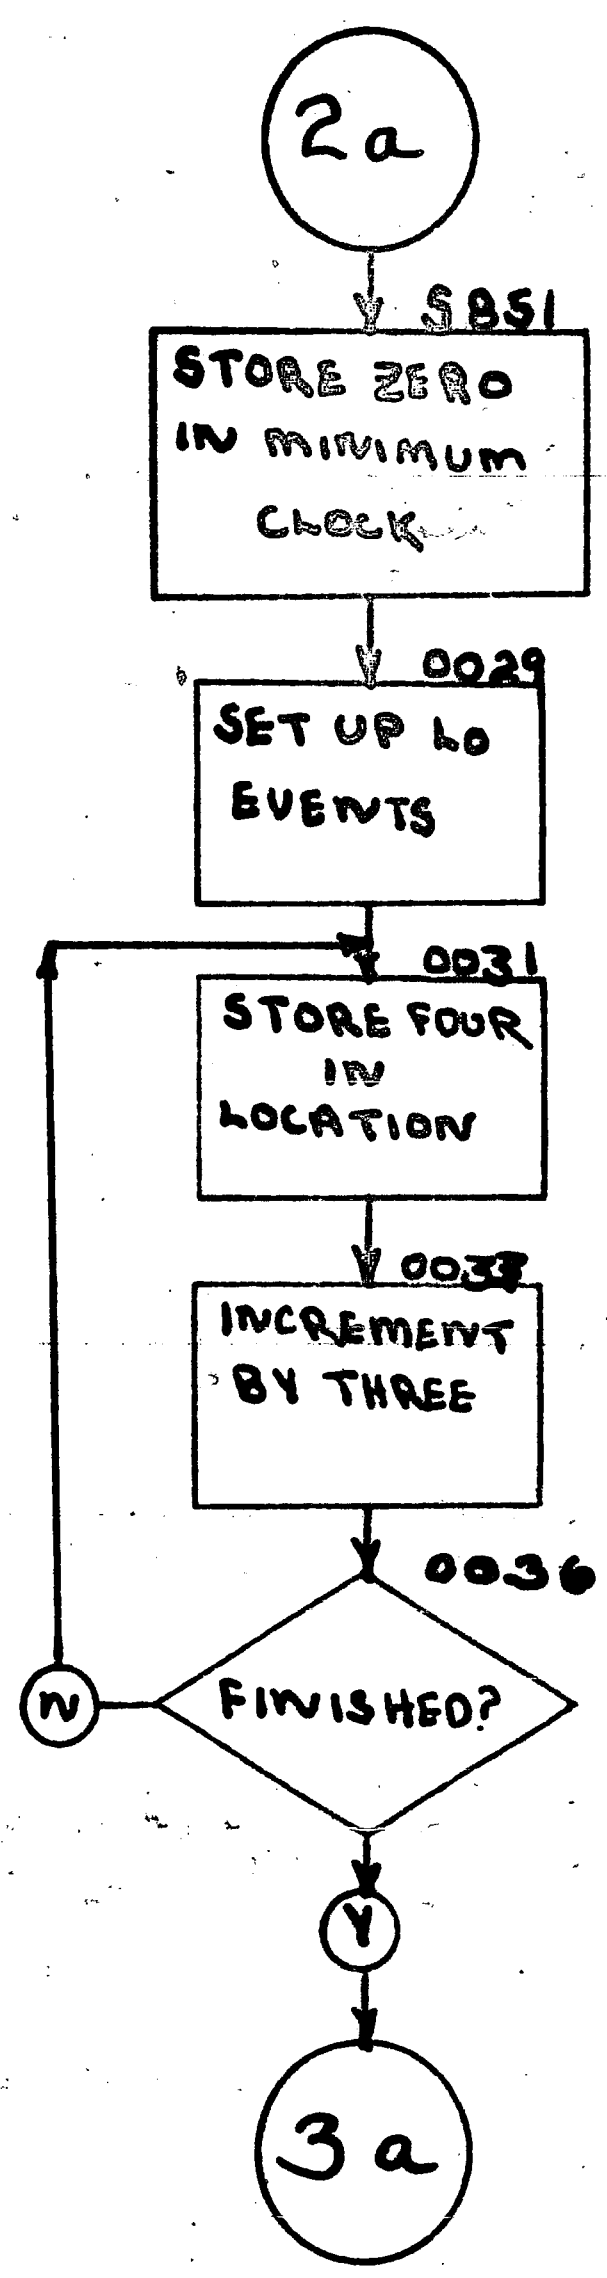 2a
SBS1
STORE ZERO
IN MINIMUM
CLOCK
0029
SET UP LO
EVENTS
0031
STORE FOUR
IN
LOCATION
INCREMENT
BY THREE
0036
FINISHED?
N
Y
3a